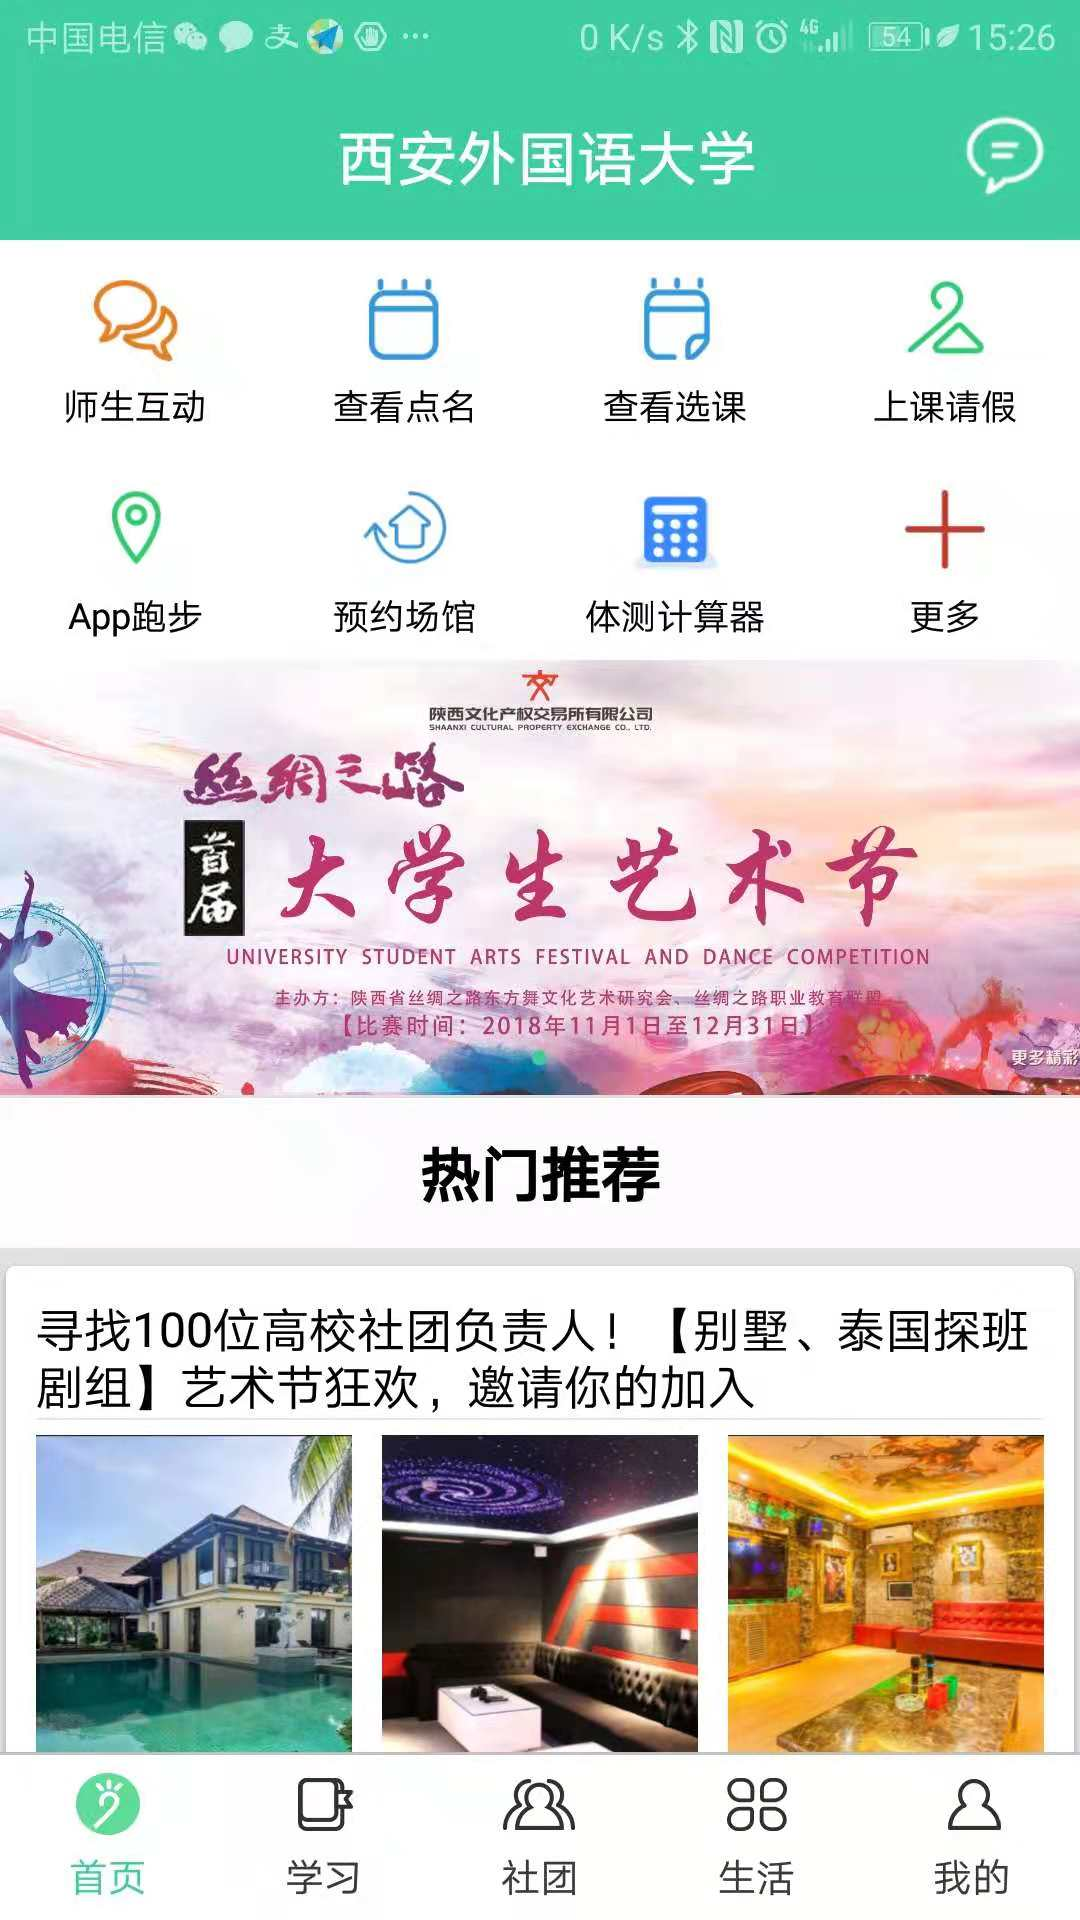 中国电信 0 K/s 4G 54 15:26
西安外国语大学
师生互动 查看点名 查看选课 上课请假
App跑步 预约场馆 体测计算器 更多
陕西文化产权交易所有限公司
SHAANXI CULTURAL PROPERTY EXCHANGE CO., LTD.
丝绸之路
首届 大学生艺术节
UNIVERSITY STUDENT ARTS FESTIVAL AND DANCE COMPETITION
主办方：陕西省丝绸之路东方舞文化艺术研究会、丝绸之路职业教育联盟
【比赛时间：2018年11月1日至12月31日】
更多精彩
热门推荐
寻找100位高校社团负责人！【别墅、泰国探班
剧组】艺术节狂欢，邀请你的加入
首页 学习 社团 生活 我的